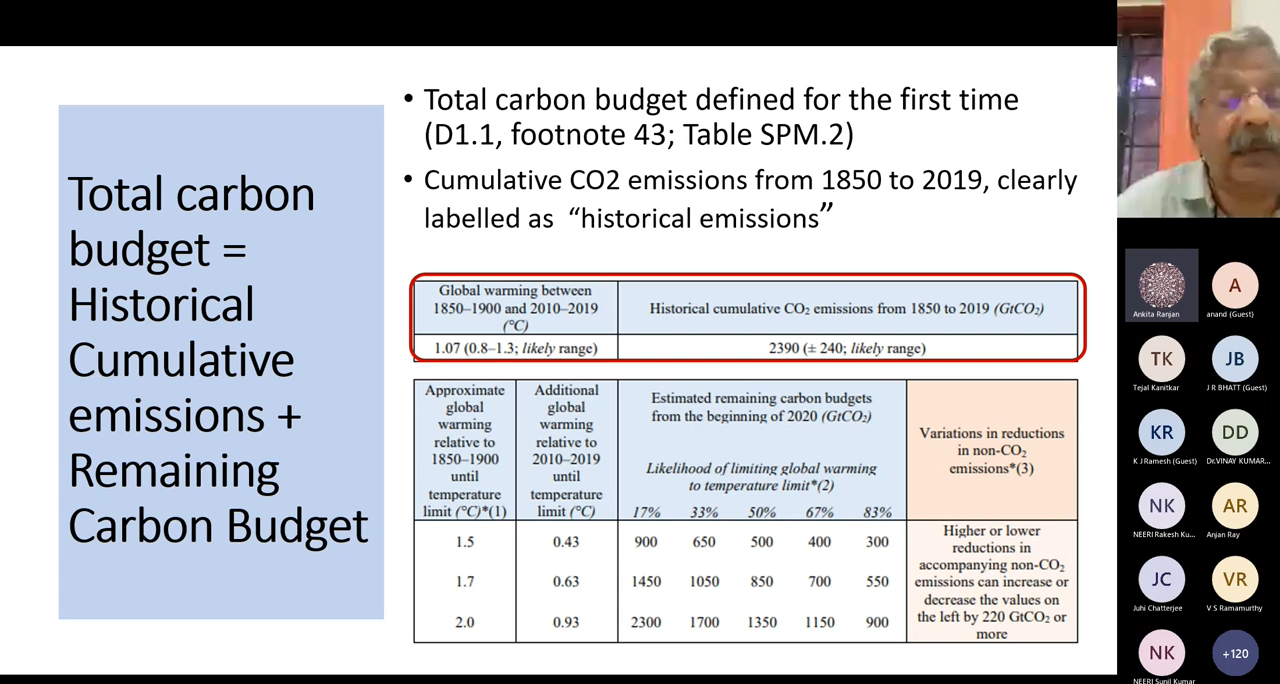 Total carbon
budget =
Historical
Cumulative
emissions +
Remaining
Carbon Budget
• Total carbon budget defined for the first time
(D1.1, footnote 43; Table SPM.2)
• Cumulative CO2 emissions from 1850 to 2019, clearly
labelled as “historical emissions”
Global warming between
1850–1900 and 2010–2019
(°C)
Historical cumulative CO₂ emissions from 1850 to 2019 (GtCO₂)
1.07 (0.8–1.3; likely range)
2390 (± 240; likely range)
Approximate
global
warming
relative to
1850–1900
until
temperature
limit (°C)*(1)
Additional
global
warming
relative to
2010–2019
until
temperature
limit (°C)
Estimated remaining carbon budgets
from the beginning of 2020 (GtCO₂)
Likelihood of limiting global warming
to temperature limit*(2)
17% 33% 50% 67% 83%
Variations in reductions
in non-CO₂
emissions*(3)
1.5 0.43 900 650 500 400 300
1.7 0.63 1450 1050 850 700 550
2.0 0.93 2300 1700 1350 1150 900
Higher or lower
reductions in
accompanying non-CO₂
emissions can increase or
decrease the values on
the left by 220 GtCO₂ or
more
Ankita Ranjan
A
anand (Guest)
TK
Tejal Kanitkar
JB
J R BHATT (Guest)
KR
K J Ramesh (Guest)
DD
Dr.VINAY KUMAR...
NK
NEERI Rakesh Ku...
AR
Anjan Ray
JC
Juhi Chatterjee
VR
V S Ramamurthy
NK
NEERI Sunil Kumar
+120